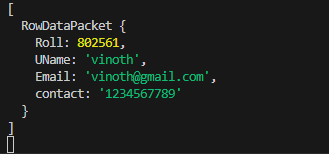 [
  RowDataPacket {
    Roll: 802561,
    UName: 'vinoth',
    Email: 'vinoth@gmail.com',
    contact: '1234567789'
  }
]